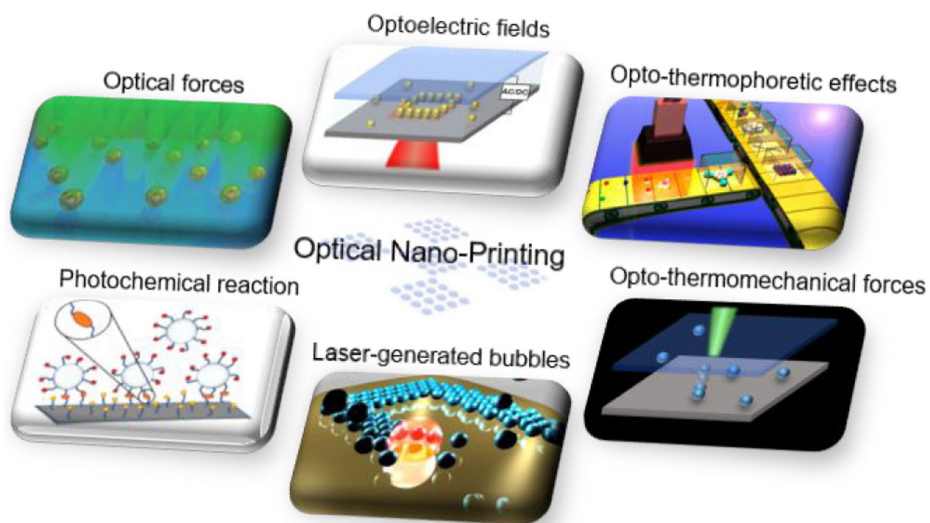 Optoelectric fields
Optical forces
Opto-thermophoretic effects
AC/DC
Optical Nano-Printing
Photochemical reaction
Opto-thermomechanical forces
Laser-generated bubbles